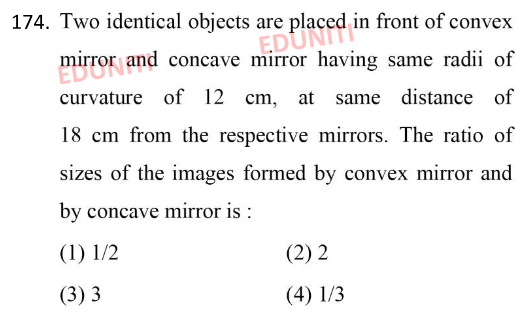 174. Two identical objects are placed in front of convex
mirror and concave mirror having same radii of
curvature of 12 cm, at same distance of
18 cm from the respective mirrors. The ratio of
sizes of the images formed by convex mirror and
by concave mirror is :
(1) 1/2 (2) 2
(3) 3 (4) 1/3
EDUNITI
EDUNITI